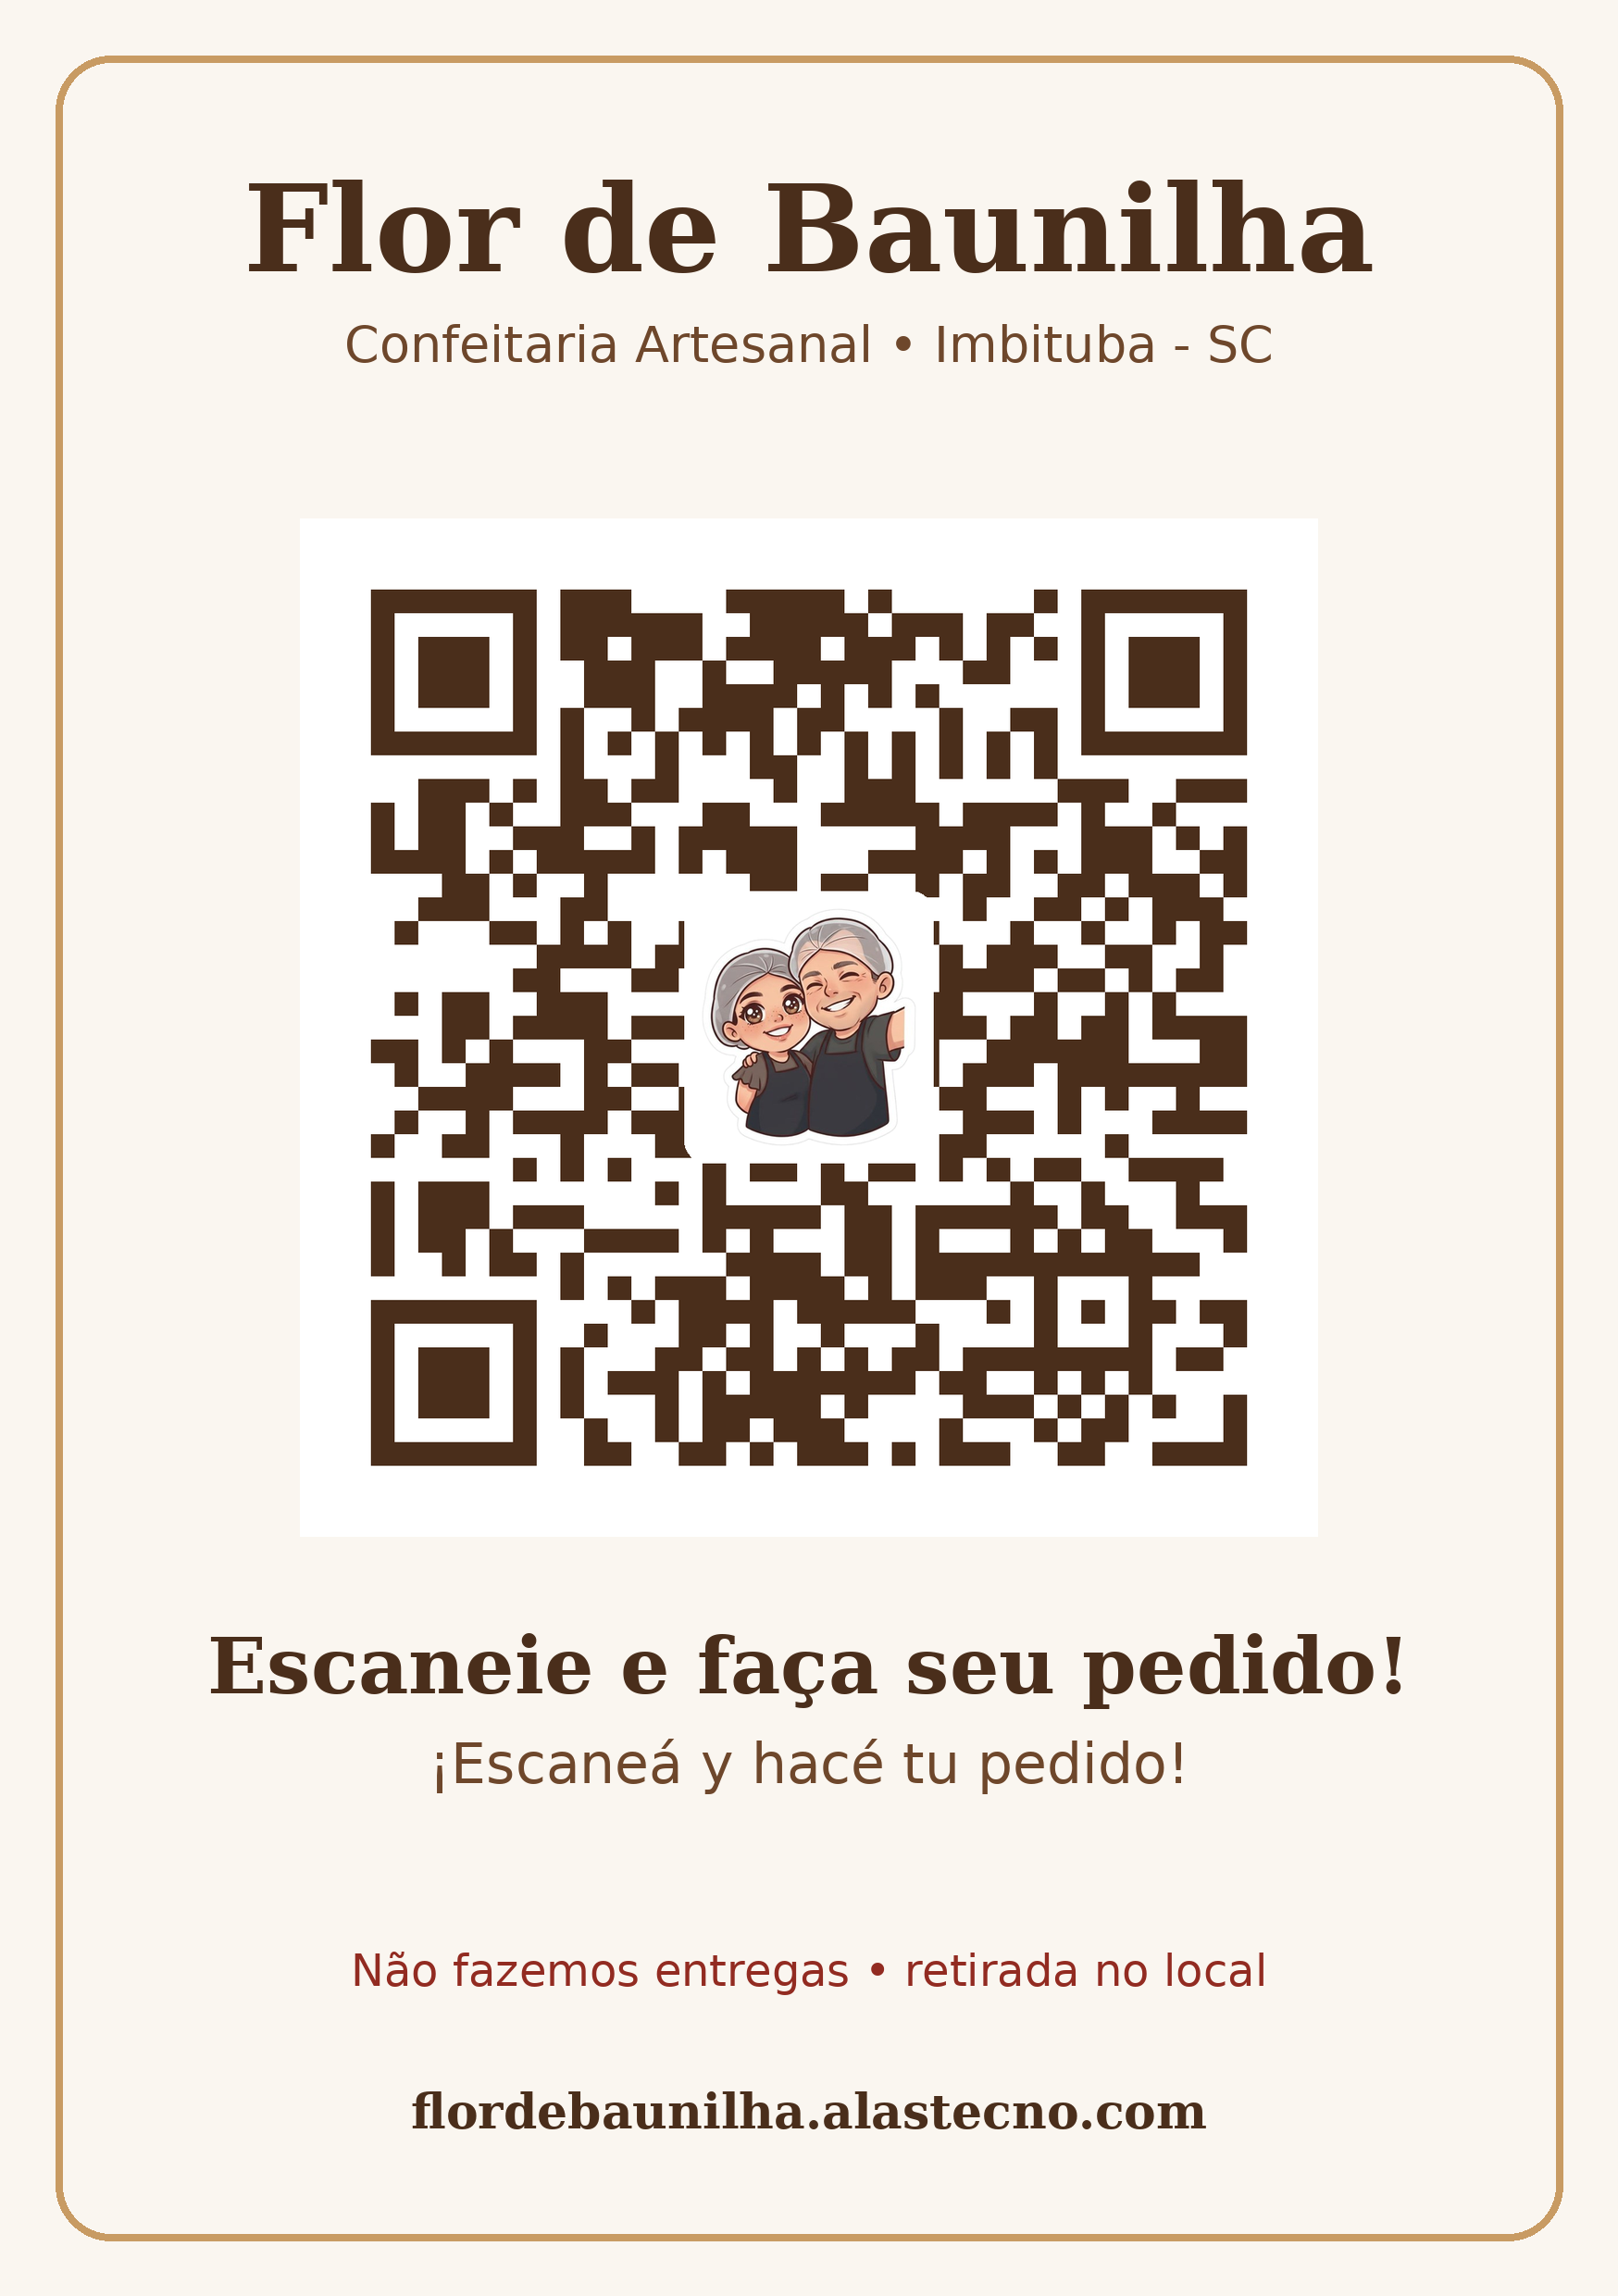 Flor de Baunilha
Confeitaria Artesanal • Imbituba - SC
Escaneie e faça seu pedido!
¡Escaneá y hacé tu pedido!
Não fazemos entregas • retirada no local
flordebaunilha.alastecno.com